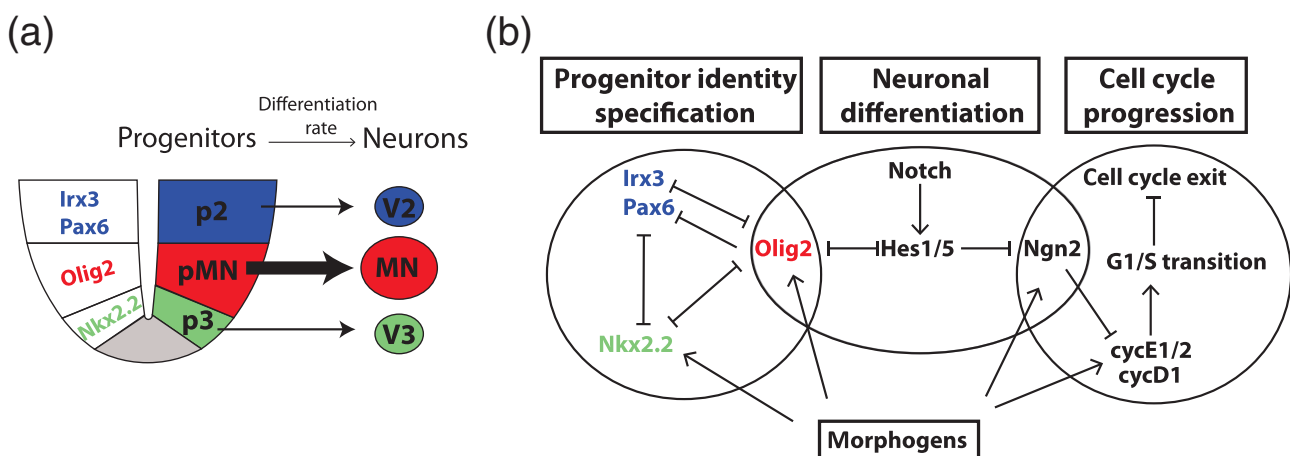 (a)
Differentiation
rate
Progenitors
Neurons
Irx3
Pax6
Olig2
Nkx2.2
p2
pMN
p3
V2
MN
V3
(b)
Progenitor identity
specification
Neuronal
differentiation
Cell cycle
progression
Irx3
Pax6
Nkx2.2
Olig2
Notch
Hes1/5
Ngn2
Cell cycle exit
G1/S transition
cycE1/2
cycD1
Morphogens